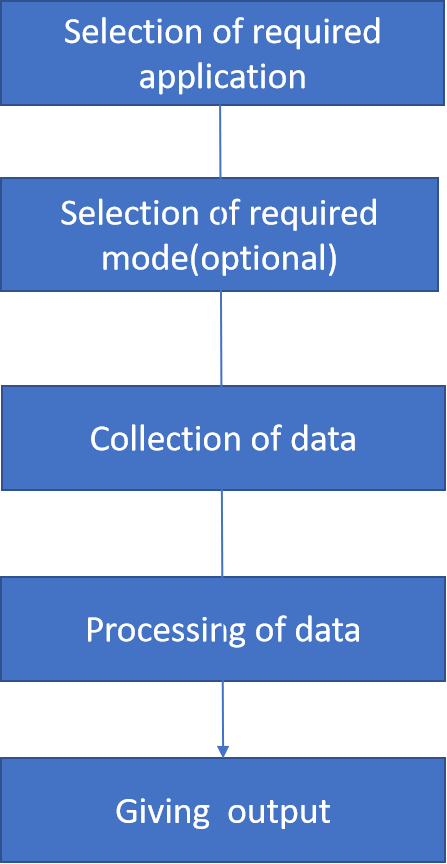 Selection of required
application
Selection of required
mode(optional)
Collection of data
Processing of data
Giving  output